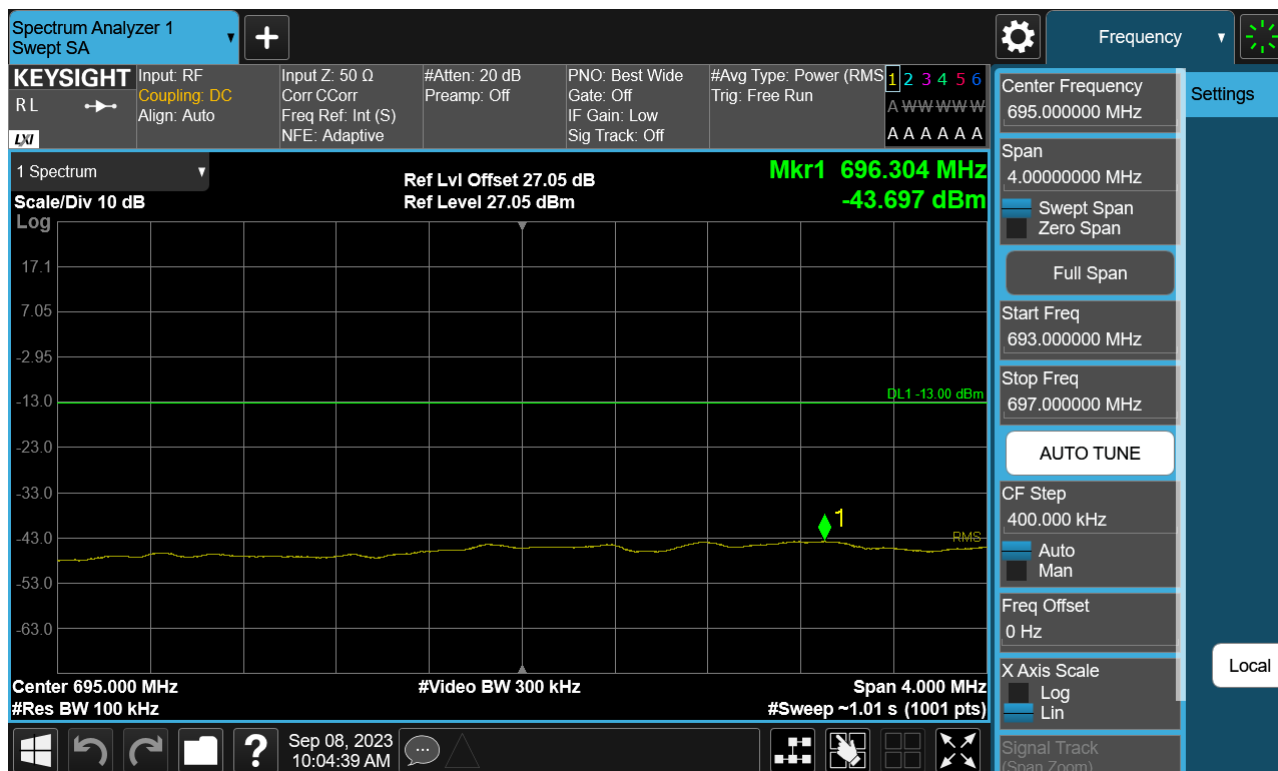 Spectrum Analyzer 1
Swept SA
Frequency
KEYSIGHT
R L
LXI
Input: RF
Coupling: DC
Align: Auto
Input Z: 50 Ω
Corr CCorr
Freq Ref: Int (S)
NFE: Adaptive
#Atten: 20 dB
Preamp: Off
PNO: Best Wide
Gate: Off
IF Gain: Low
Sig Track: Off
#Avg Type: Power (RMS
Trig: Free Run
1 2 3 4 5 6
A W W W W W
A A A A A A
1 Spectrum
Scale/Div 10 dB
Log
Ref Lvl Offset 27.05 dB
Ref Level 27.05 dBm
Mkr1 696.304 MHz
-43.697 dBm
17.1
7.05
-2.95
-13.0
-23.0
-33.0
-43.0
-53.0
-63.0
DL1 -13.00 dBm
1
RMS
Center 695.000 MHz
#Video BW 300 kHz
Span 4.000 MHz
#Res BW 100 kHz
#Sweep ~1.01 s (1001 pts)
Center Frequency
695.000000 MHz
Span
4.00000000 MHz
Swept Span
Zero Span
Full Span
Start Freq
693.000000 MHz
Stop Freq
697.000000 MHz
AUTO TUNE
CF Step
400.000 kHz
Auto
Man
Freq Offset
0 Hz
X Axis Scale
Log
Lin
Signal Track
(Span Zoom)
Settings
Local
?
Sep 08, 2023
10:04:39 AM